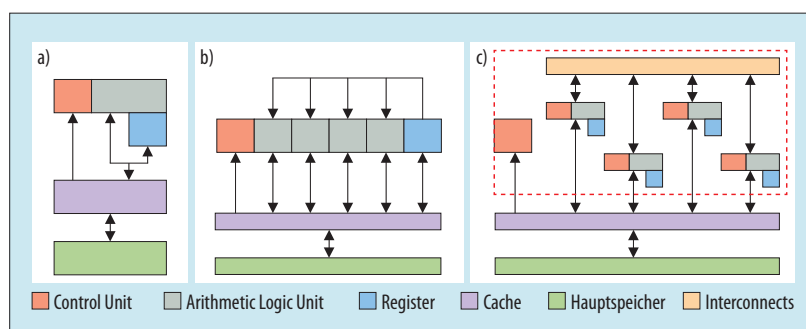 a)
b)
c)
Control Unit
Arithmetic Logic Unit
Register
Cache
Hauptspeicher
Interconnects